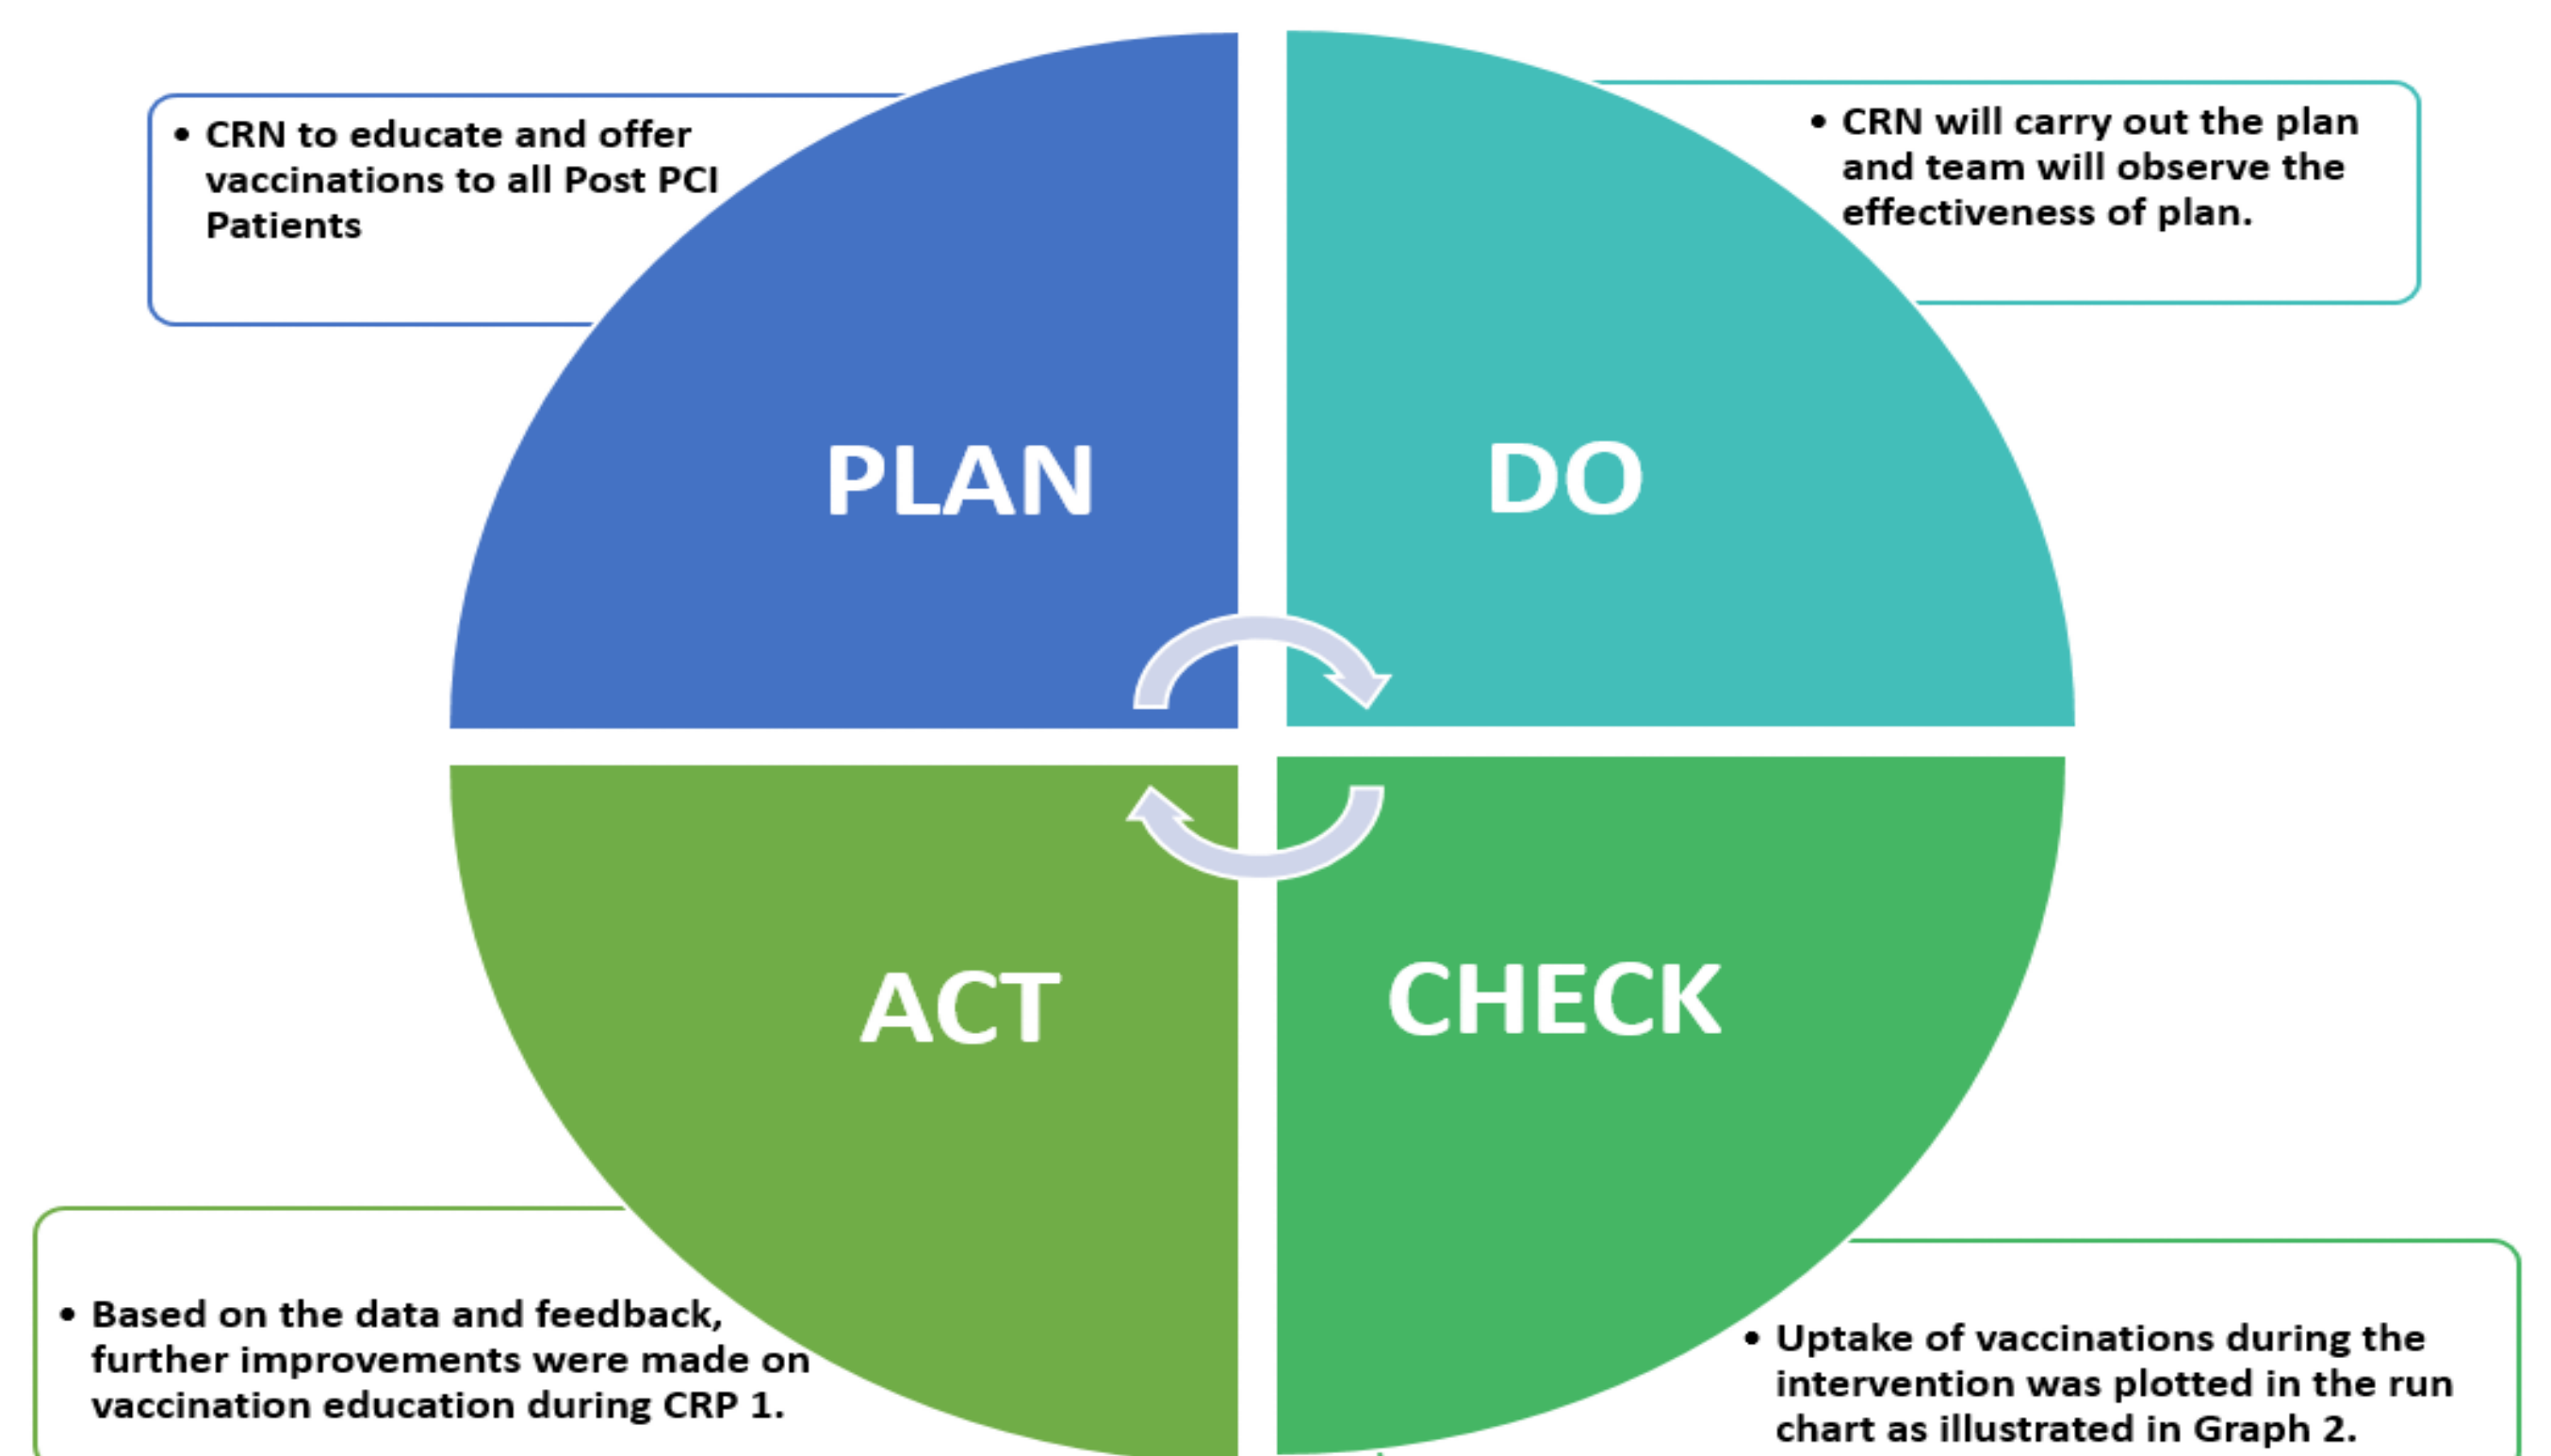 • CRN to educate and offer
vaccinations to all Post PCI
Patients
• CRN will carry out the plan
and team will observe the
effectiveness of plan.
PLAN
DO
ACT
CHECK
• Based on the data and feedback,
further improvements were made on
vaccination education during CRP 1.
• Uptake of vaccinations during the
intervention was plotted in the run
chart as illustrated in Graph 2.